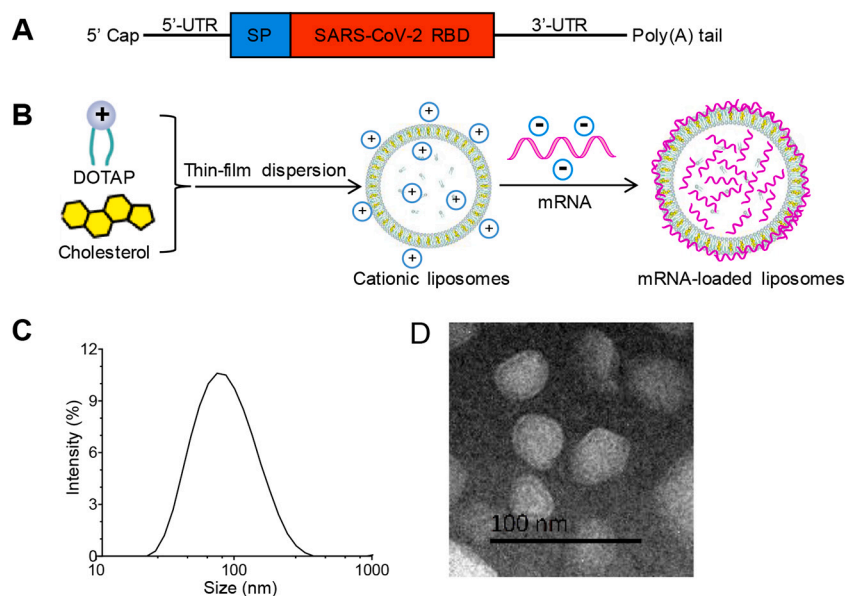 A
5' Cap
5'-UTR
SP
SARS-CoV-2 RBD
3'-UTR
Poly(A) tail
B
+
DOTAP
Cholesterol
Thin-film dispersion
+ + + + + + + + +
Cationic liposomes
- - -
mRNA
mRNA-loaded liposomes
C
Intensity (%)
12
9
6
3
0
10 100 1000
Size (nm)
D
100 nm